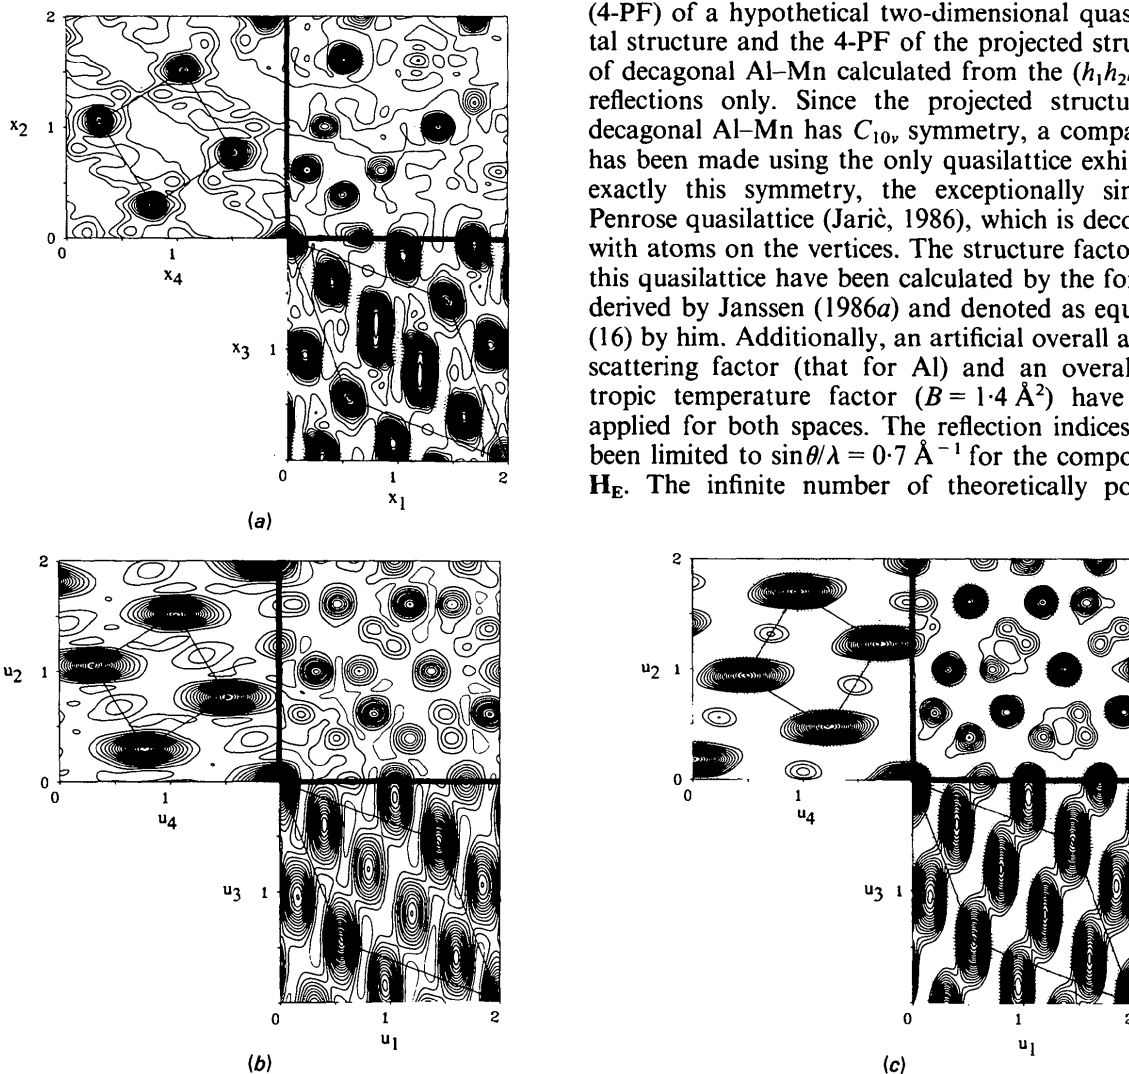 (4-PF) of a hypothetical two-dimensional quas
tal structure and the 4-PF of the projected stru
of decagonal Al–Mn calculated from the (h₁h₂
reflections only. Since the projected structu
decagonal Al–Mn has C₁₀ᵥ symmetry, a compa
has been made using the only quasilattice exhi
exactly this symmetry, the exceptionally sin
Penrose quasilattice (Jarič, 1986), which is deco
with atoms on the vertices. The structure facto
this quasilattice have been calculated by the for
derived by Janssen (1986a) and denoted as equ
(16) by him. Additionally, an artificial overall a
scattering factor (that for Al) and an overal
tropic temperature factor (B = 1·4 Å²) have
applied for both spaces. The reflection indices
been limited to sinθ/λ = 0·7 Å⁻¹ for the compo
H_E. The infinite number of theoretically po
2
x₂ 1
0
0 1
x₄
x₃ 1
0 1 2
x₁
(a)
2
u₂ 1
0
0 1
u₄
u₃ 1
0 1 2
u₁
(b)
2
u₂ 1
0
0 1
u₄
u₃ 1
0 1 2
u₁
(c)